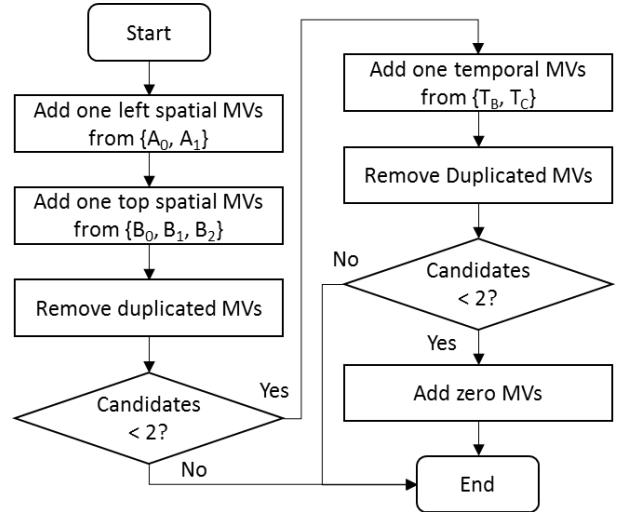 Start
Add one left spatial MVs
from {A₀, A₁}
Add one top spatial MVs
from {B₀, B₁, B₂}
Remove duplicated MVs
Candidates
< 2?
Yes
No
Add one temporal MVs
from {T_B, T_C}
Remove Duplicated MVs
Candidates
< 2?
No
Yes
Add zero MVs
End